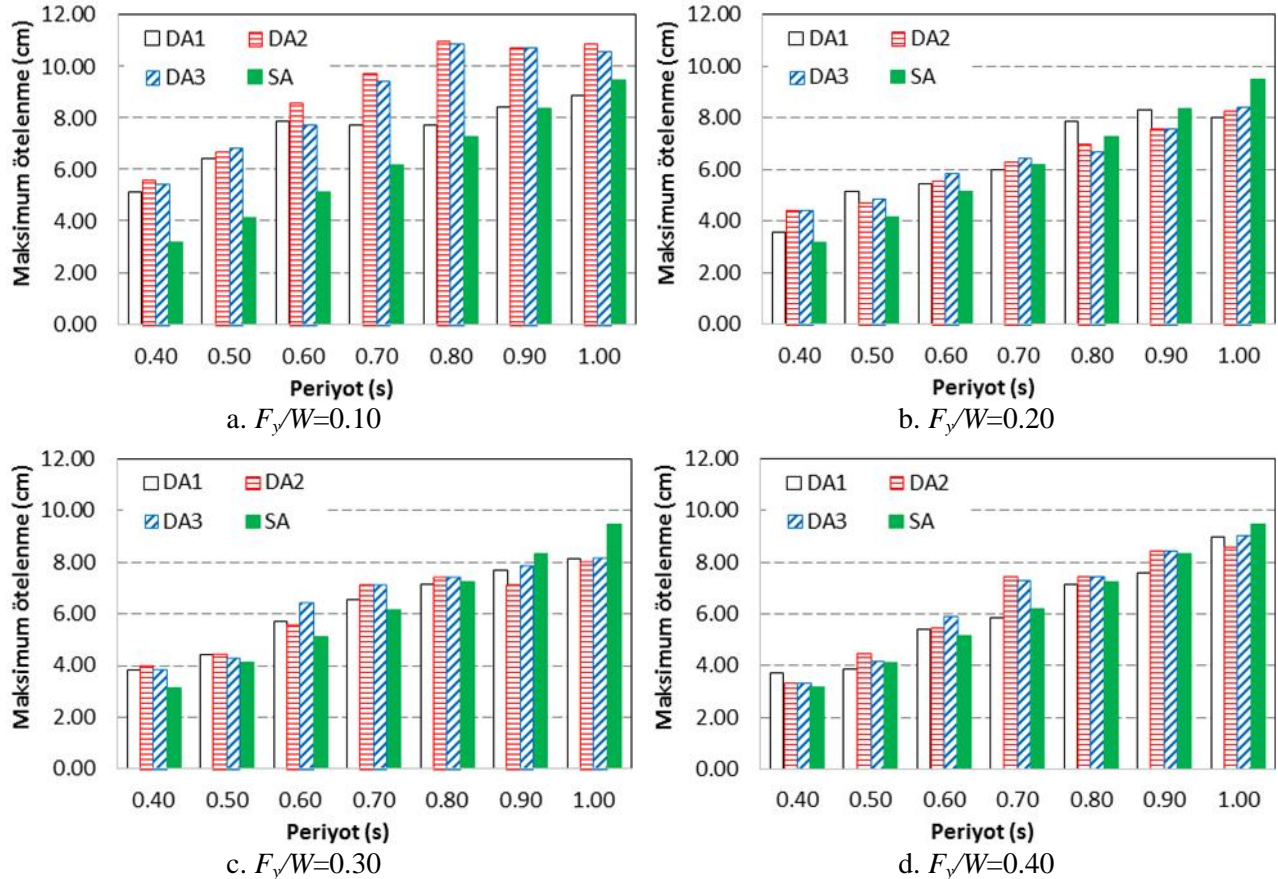 12.00
10.00
8.00
6.00
4.00
2.00
0.00
Maksimum ötelenme (cm)
DA1 DA2
DA3 SA
0.40 0.50 0.60 0.70 0.80 0.90 1.00
Periyot (s)
a. Fy/W=0.10
12.00
10.00
8.00
6.00
4.00
2.00
0.00
Maksimum ötelenme (cm)
DA1 DA2
DA3 SA
0.40 0.50 0.60 0.70 0.80 0.90 1.00
Periyot (s)
b. Fy/W=0.20
12.00
10.00
8.00
6.00
4.00
2.00
0.00
Maksimum ötelenme (cm)
DA1 DA2
DA3 SA
0.40 0.50 0.60 0.70 0.80 0.90 1.00
Periyot (s)
c. Fy/W=0.30
12.00
10.00
8.00
6.00
4.00
2.00
0.00
Maksimum ötelenme (cm)
DA1 DA2
DA3 SA
0.40 0.50 0.60 0.70 0.80 0.90 1.00
Periyot (s)
d. Fy/W=0.40